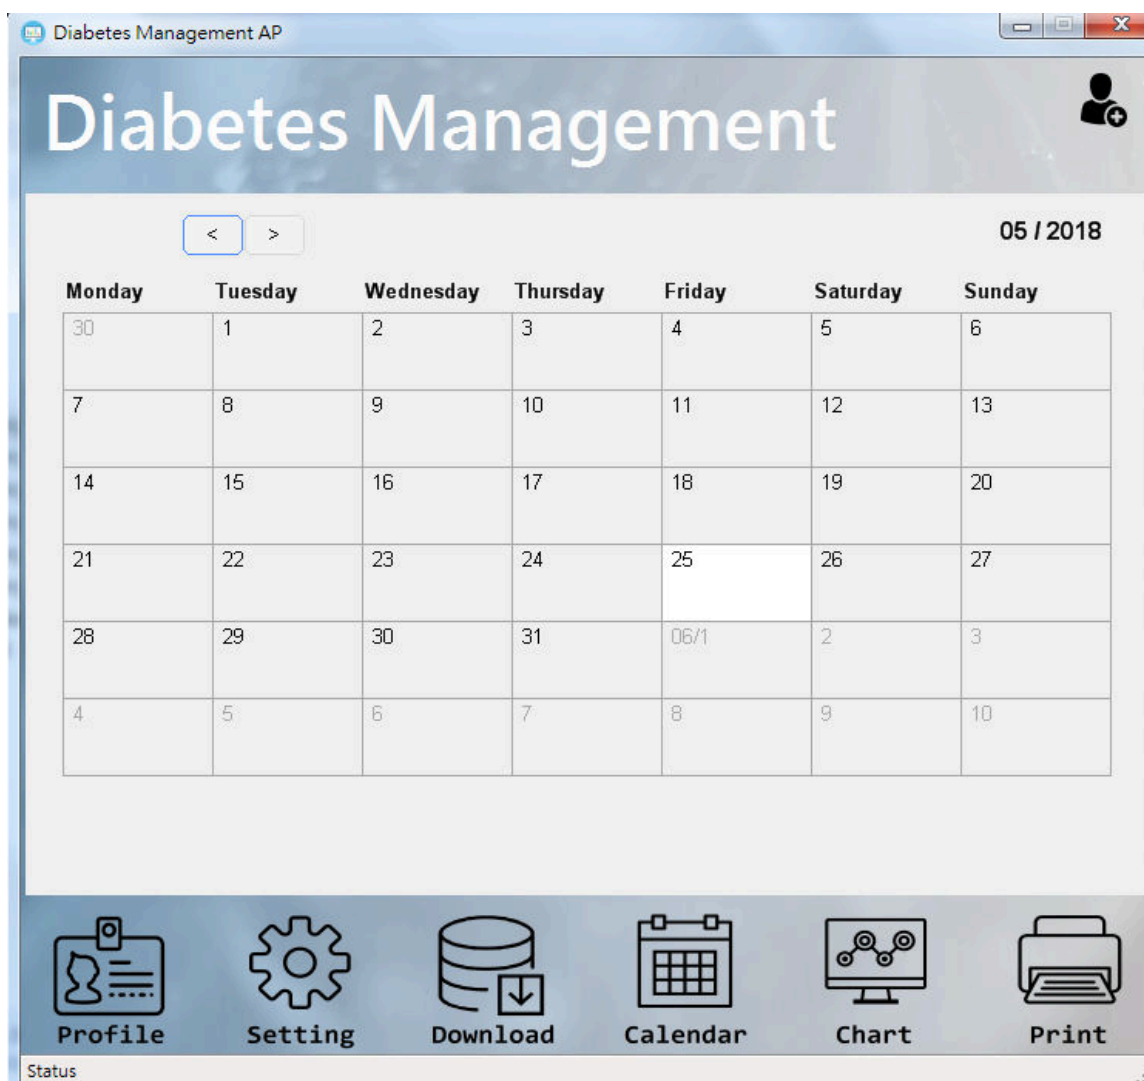 Diabetes Management AP
Diabetes Management
< > 05 / 2018
Monday Tuesday Wednesday Thursday Friday Saturday Sunday
30 1 2 3 4 5 6
7 8 9 10 11 12 13
14 15 16 17 18 19 20
21 22 23 24 25 26 27
28 29 30 31 06/1 2 3
4 5 6 7 8 9 10
Profile Setting Download Calendar Chart Print
Status